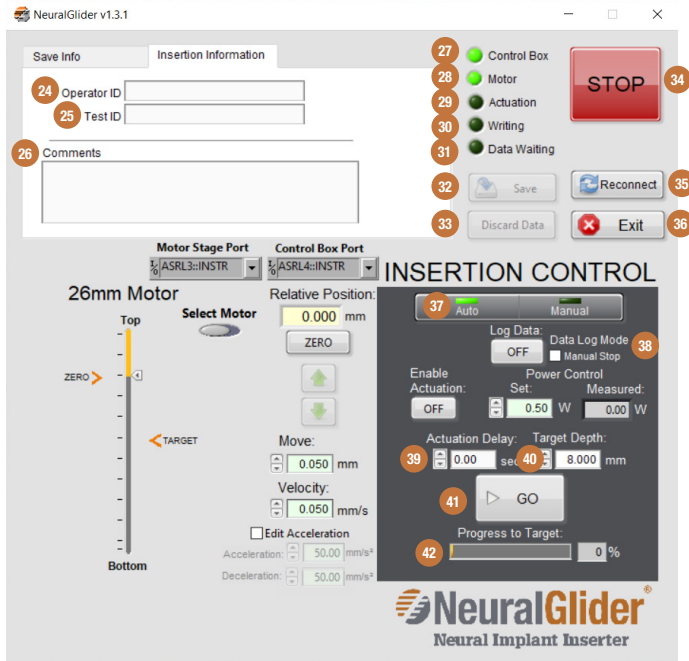 NeuralGlider v1.3.1
Save Info
Insertion Information
24 Operator ID
25 Test ID
26 Comments
27 Control Box
28 Motor
29 Actuation
30 Writing
31 Data Waiting
STOP 34
32 Save
Reconnect 35
33 Discard Data
Exit 36
Motor Stage Port
Control Box Port
I/O ASRL3::INSTR
I/O ASRL4::INSTR
26mm Motor
Top
ZERO
TARGET
Bottom
Select Motor
Relative Position:
0.000 mm
ZERO
Move:
0.050 mm
Velocity:
0.050 mm/s
Edit Acceleration
Acceleration: 50.00 mm/s²
Deceleration: 50.00 mm/s²
INSERTION CONTROL
37 Auto
Manual
Log Data:
OFF
Data Log Mode 38
Manual Stop
Enable
Actuation:
OFF
Power Control
Set:
Measured:
0.50 W
0.00 W
Actuation Delay:
Target Depth:
39 0.00 sec
40 8.000 mm
41 GO
Progress to Target:
42 0 %
NeuralGlider®
Neural Implant Inserter